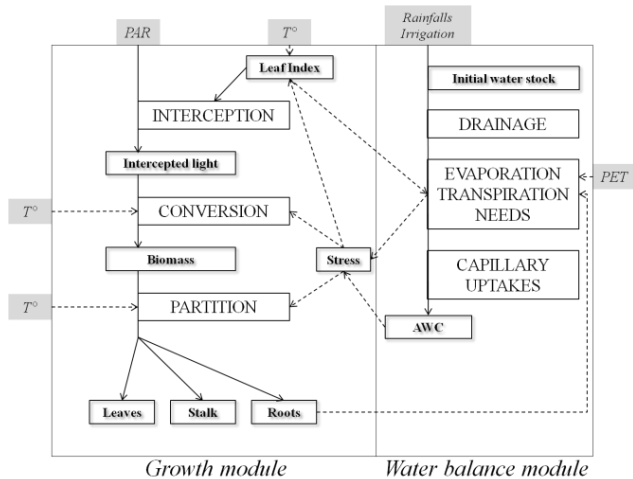 PAR
T°
Rainfalls
Irrigation
Leaf Index
Initial water stock
INTERCEPTION
DRAINAGE
Intercepted light
EVAPORATION
TRANSPIRATION
NEEDS
PET
T°
CONVERSION
Biomass
Stress
CAPILLARY
UPTAKES
T°
PARTITION
AWC
Leaves
Stalk
Roots
Growth module
Water balance module